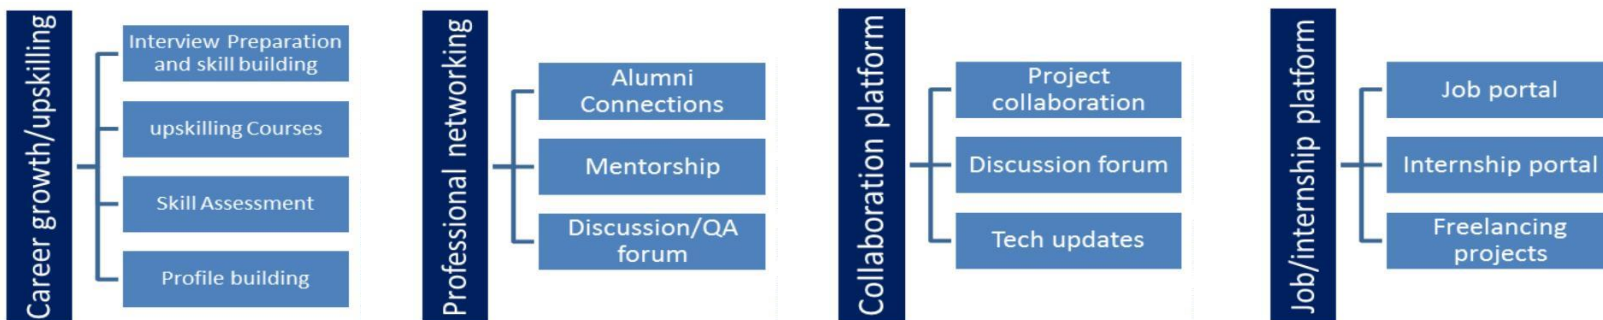 Career growth/upskilling
Interview Preparation
and skill building
upskilling Courses
Skill Assessment
Profile building
Professional networking
Alumni
Connections
Mentorship
Discussion/QA
forum
Collaboration platform
Project
collaboration
Discussion forum
Tech updates
Job/internship platform
Job portal
Internship portal
Freelancing
projects